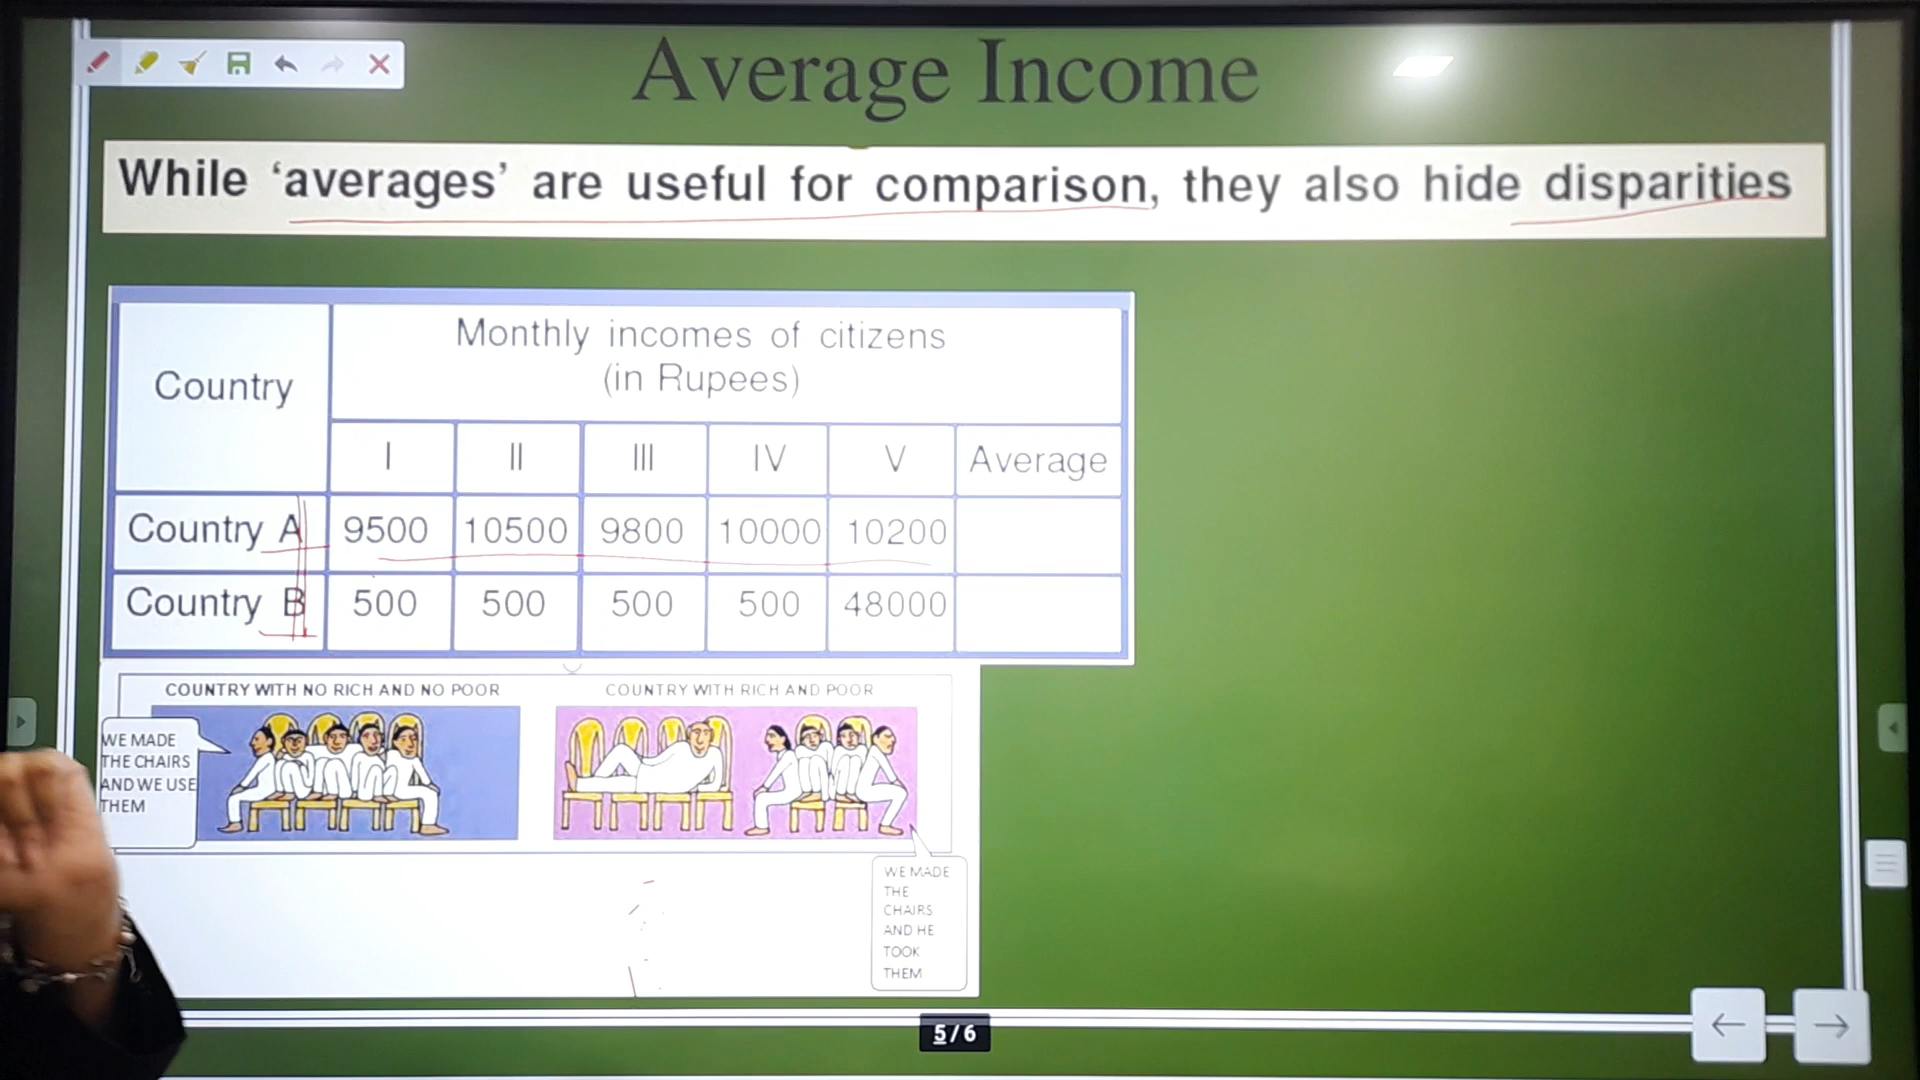 Average Income
While ‘averages’ are useful for comparison, they also hide disparities
Country
Monthly incomes of citizens
(in Rupees)
I II III IV V Average
Country A 9500 10500 9800 10000 10200
Country B 500 500 500 500 48000
COUNTRY WITH NO RICH AND NO POOR
COUNTRY WITH RICH AND POOR
WE MADE
THE CHAIRS
AND WE USE
THEM
WE MADE
THE
CHAIRS
AND HE
TOOK
THEM
5/6